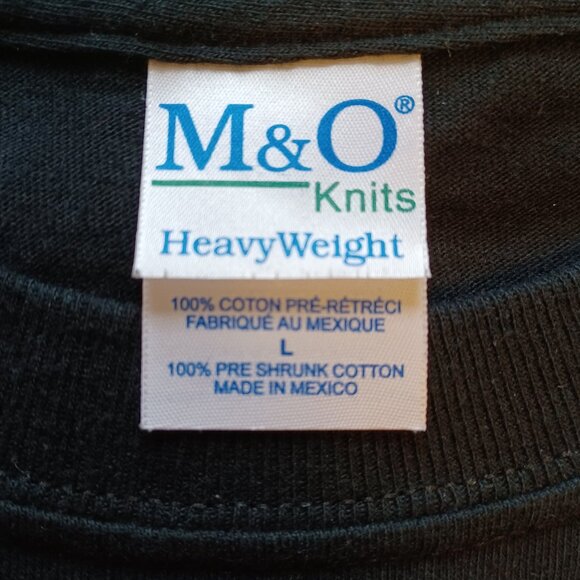 M&O®
Knits
HeavyWeight
100% COTON PRÉ-RÉTRÉCI
FABRIQUÉ AU MEXIQUE
L
100% PRE SHRUNK COTTON
MADE IN MEXICO